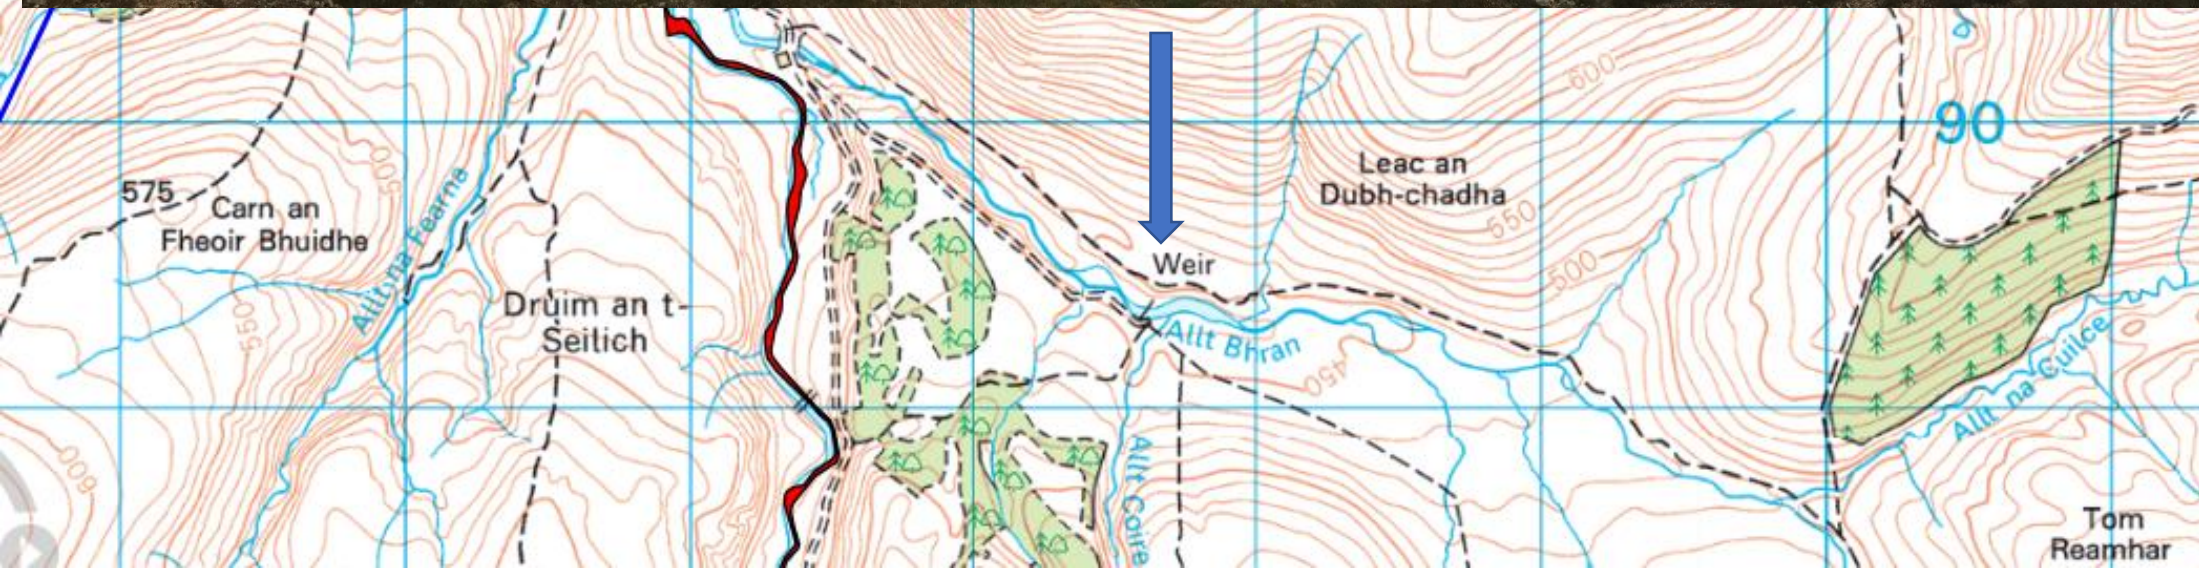 600
Leac an
Dubh-chadha
90
500
575
Carn an
Fheoir Bhuidhe
Allt na Fearna
550
Druim an t-
Seilich
Weir
Allt Bhran
450
550
500
Allt na Cuilce
600
Allt Coire
Tom
Reamhar